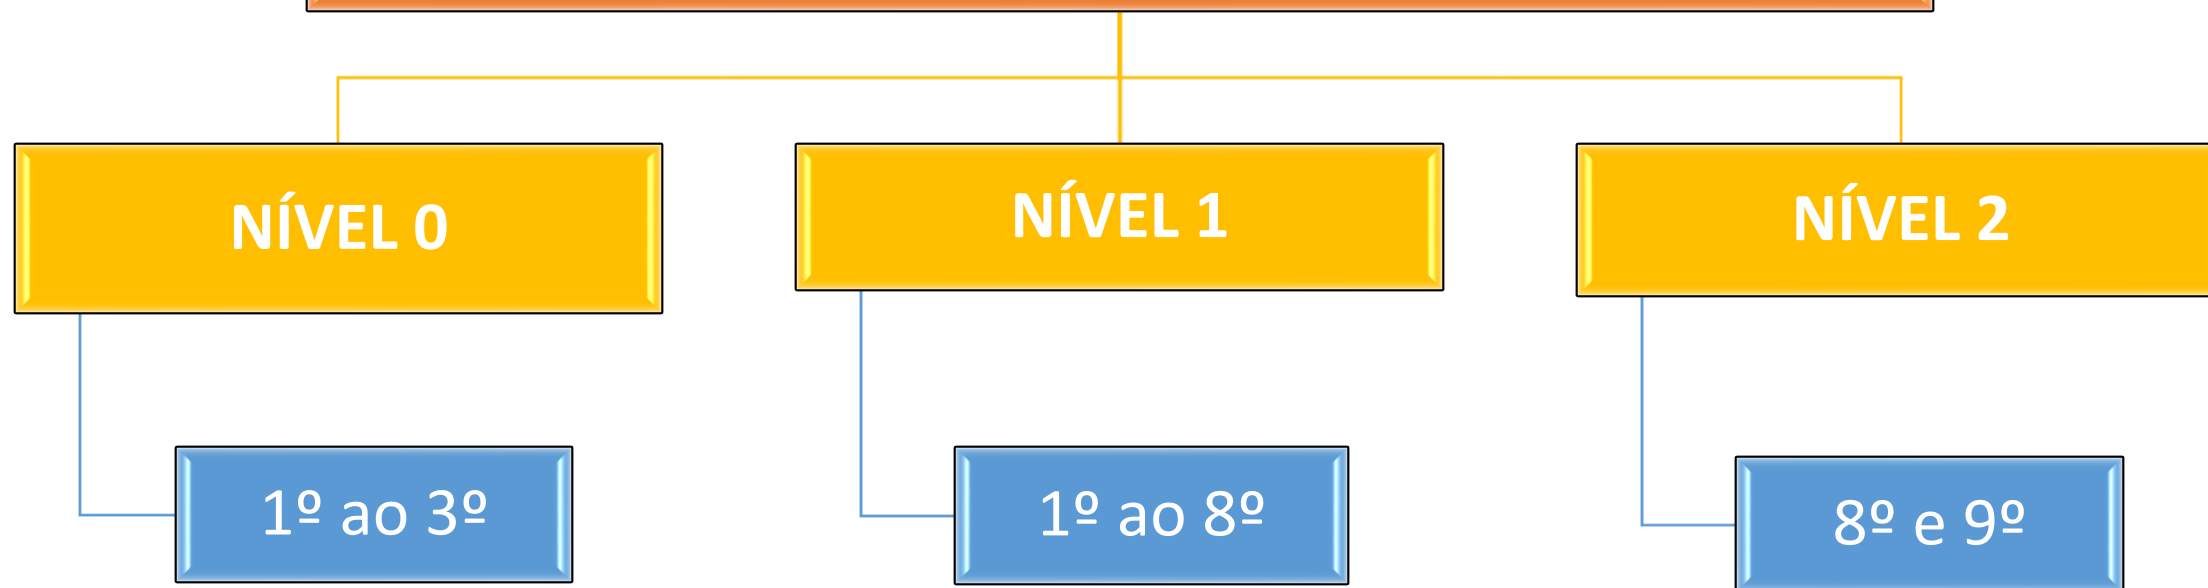 NÍVEL 0
NÍVEL 1
NÍVEL 2
1º ao 3º
1º ao 8º
8º e 9º